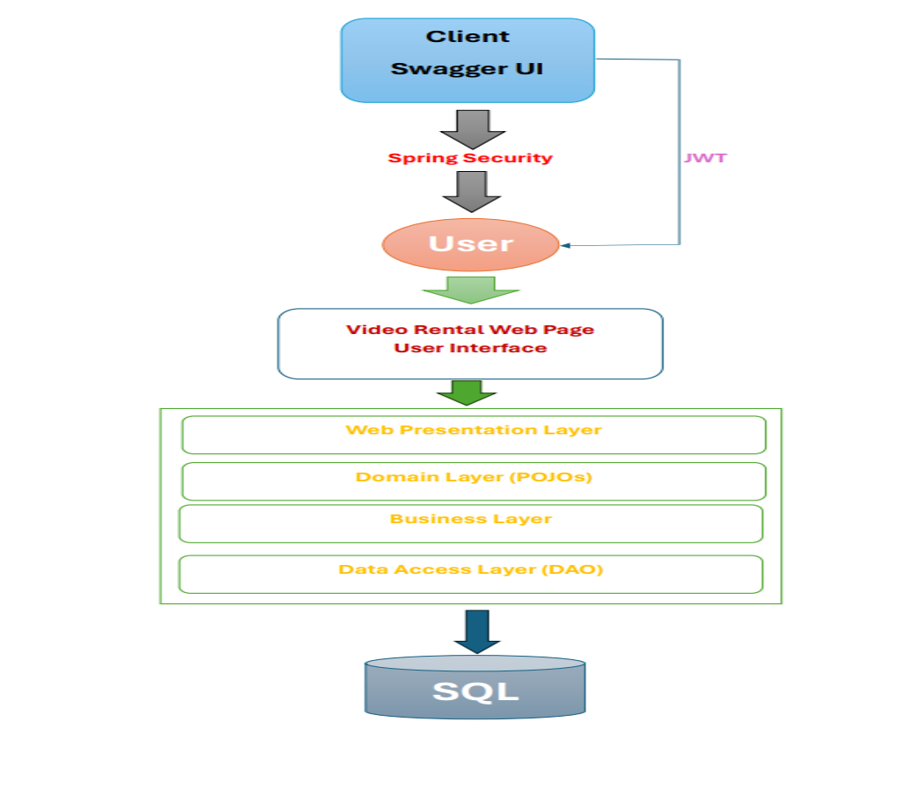 Client
Swagger UI
Spring Security
JWT
User
Video Rental Web Page
User Interface
Web Presentation Layer
Domain Layer (POJOs)
Business Layer
Data Access Layer (DAO)
SQL